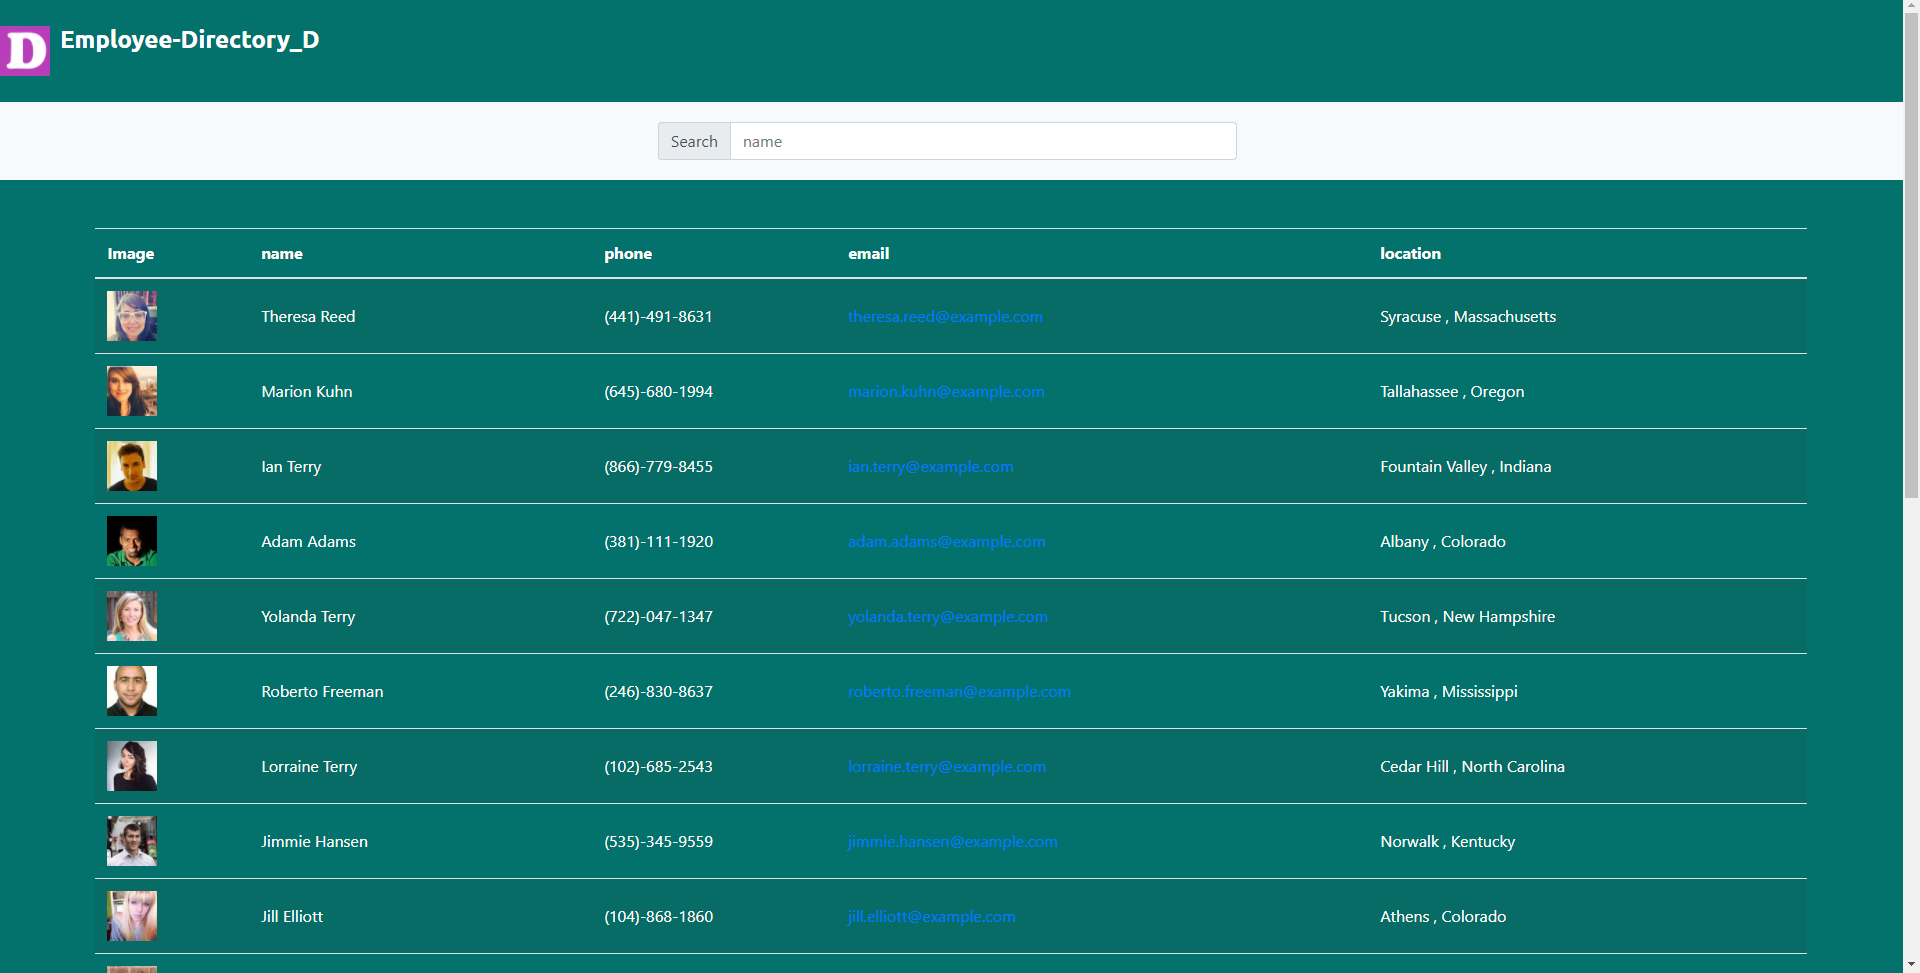 D
Employee-Directory_D
Search name
Image name phone email location
Theresa Reed (441)-491-8631 theresa.reed@example.com Syracuse , Massachusetts
Marion Kuhn (645)-680-1994 marion.kuhn@example.com Tallahassee , Oregon
Ian Terry (866)-779-8455 ian.terry@example.com Fountain Valley , Indiana
Adam Adams (381)-111-1920 adam.adams@example.com Albany , Colorado
Yolanda Terry (722)-047-1347 yolanda.terry@example.com Tucson , New Hampshire
Roberto Freeman (246)-830-8637 roberto.freeman@example.com Yakima , Mississippi
Lorraine Terry (102)-685-2543 lorraine.terry@example.com Cedar Hill , North Carolina
Jimmie Hansen (535)-345-9559 jimmie.hansen@example.com Norwalk , Kentucky
Jill Elliott (104)-868-1860 jill.elliott@example.com Athens , Colorado